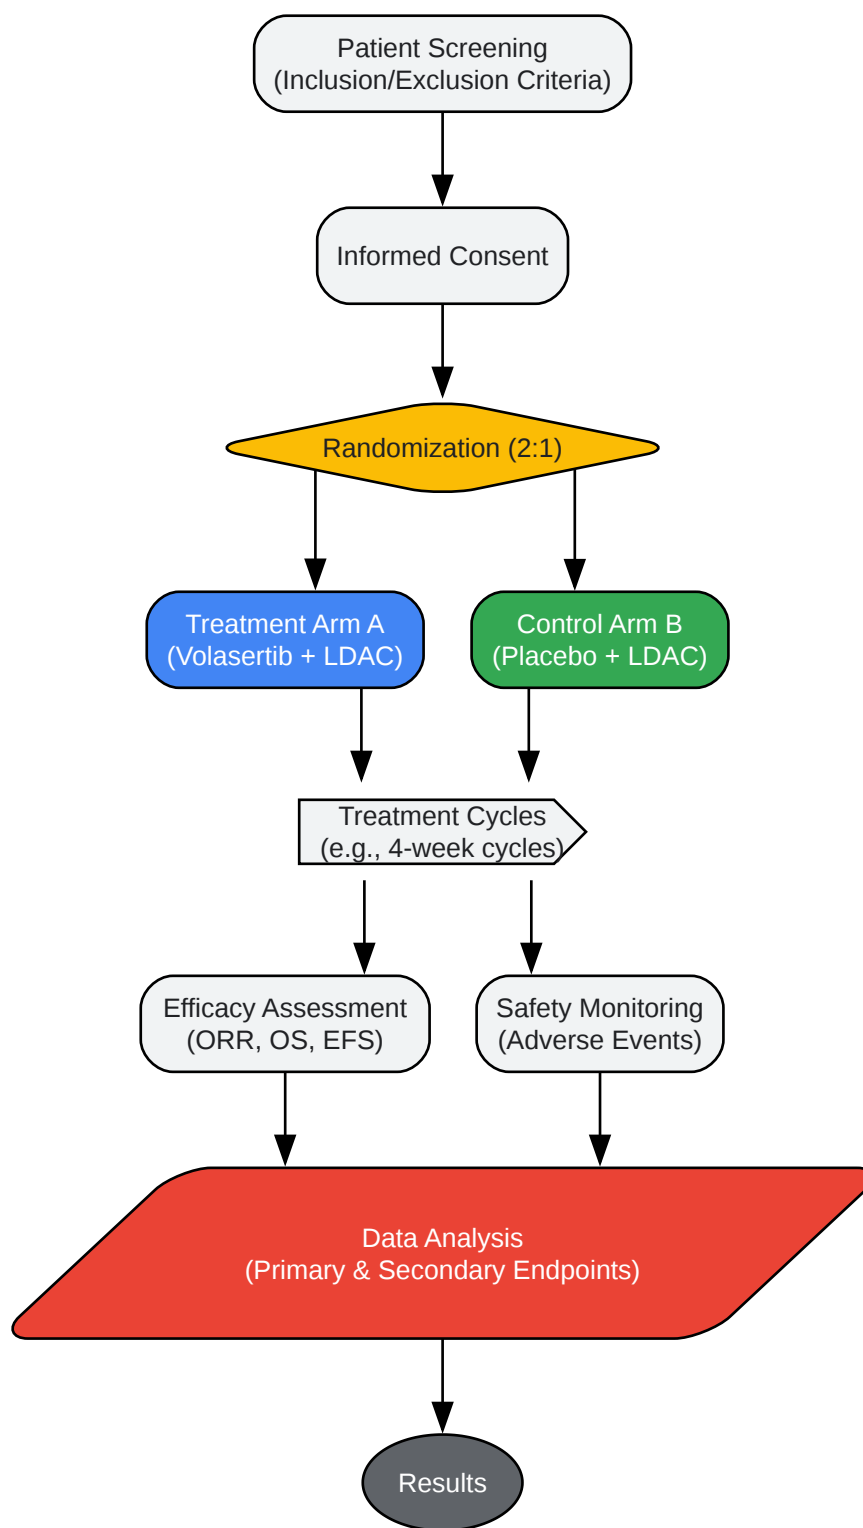 Patient Screening
(Inclusion/Exclusion Criteria)
Informed Consent
Randomization (2:1)
Treatment Arm A
(Volasertib + LDAC)
Control Arm B
(Placebo + LDAC)
Treatment Cycles
(e.g., 4-week cycles)
Efficacy Assessment
(ORR, OS, EFS)
Safety Monitoring
(Adverse Events)
Data Analysis
(Primary & Secondary Endpoints)
Results